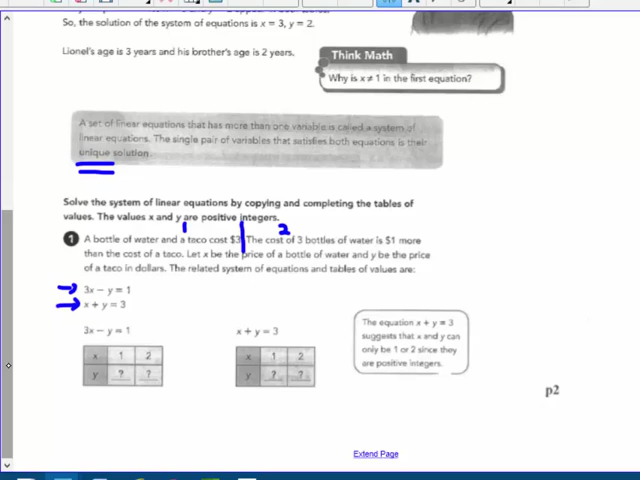 So, the solution of the system of equations is x = 3, y = 2.
Lionel's age is 3 years and his brother's age is 2 years.
Think Math
Why is x ≠ 1 in the first equation?
A set of linear equations that has more than one variable is called a system of
linear equations. The single pair of variables that satisfies both equations is their
unique solution.
Solve the system of linear equations by copying and completing the tables of
values. The values x and y are positive integers.
1 2
1 A bottle of water and a taco cost $3. The cost of 3 bottles of water is $1 more
than the cost of a taco. Let x be the price of a bottle of water and y be the price
of a taco in dollars. The related system of equations and tables of values are:
3x − y = 1
x + y = 3
3x − y = 1
x 1 2
y ? ?
x + y = 3
x 1 2
y ? ?
The equation x + y = 3
suggests that x and y can
only be 1 or 2 since they
are positive integers.
p2
Extend Page